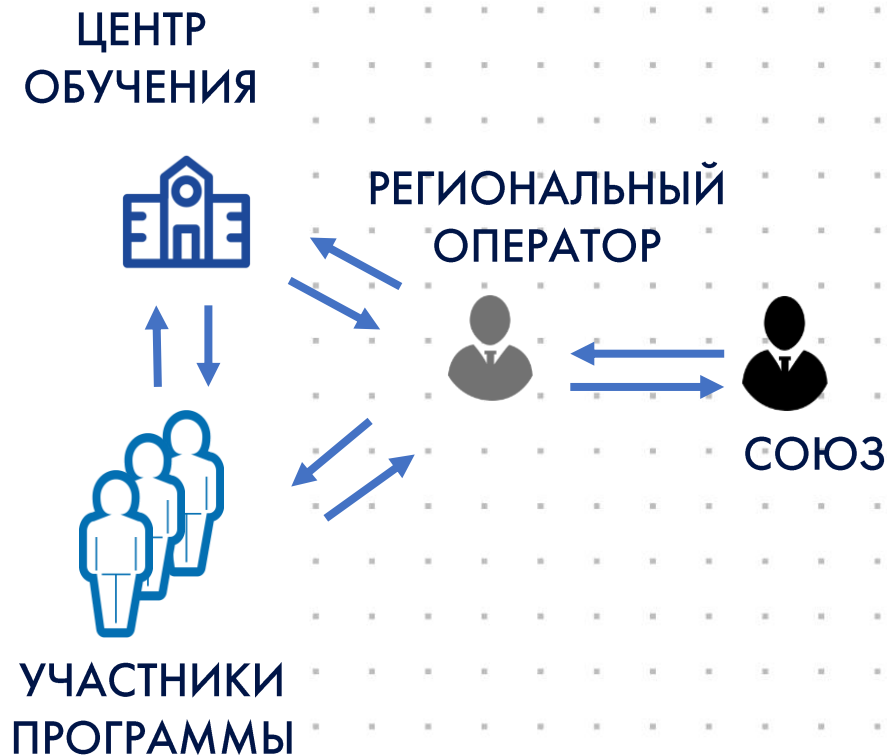 ЦЕНТР
ОБУЧЕНИЯ
РЕГИОНАЛЬНЫЙ
ОПЕРАТОР
СОЮЗ
УЧАСТНИКИ
ПРОГРАММЫ